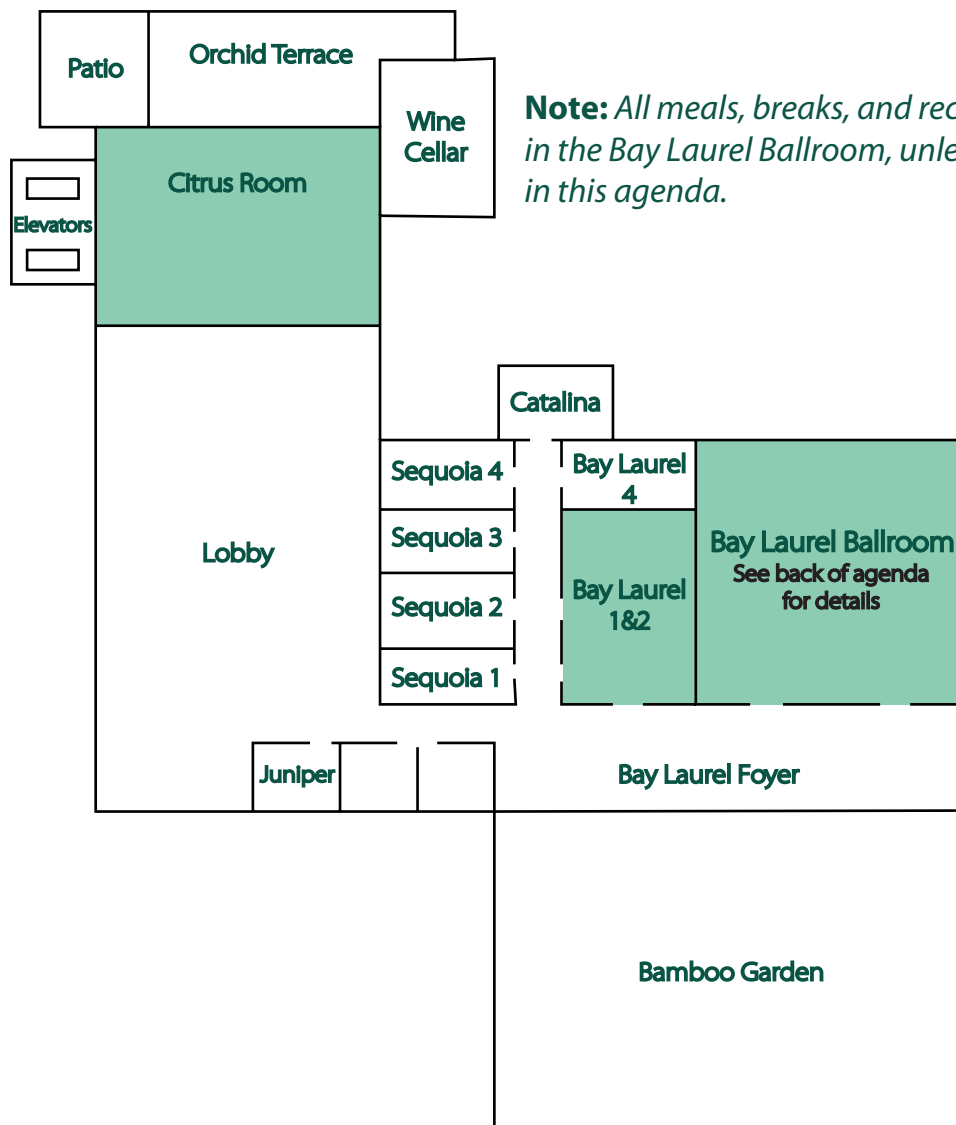 Orchid Terrace
Patio
Wine
Cellar
Note: All meals, breaks, and
in the Bay Laurel Ballroom,
in this agenda.
Citrus Room
Elevators
Catalina
Sequoia 4
Bay Laurel
4
Sequoia 3
Lobby
Bay Laurel Ballroom
See back of agenda
for details
Bay Laurel
1&2
Sequoia 2
Sequoia 1
Juniper
Bay Laurel Foyer
Bamboo Garden